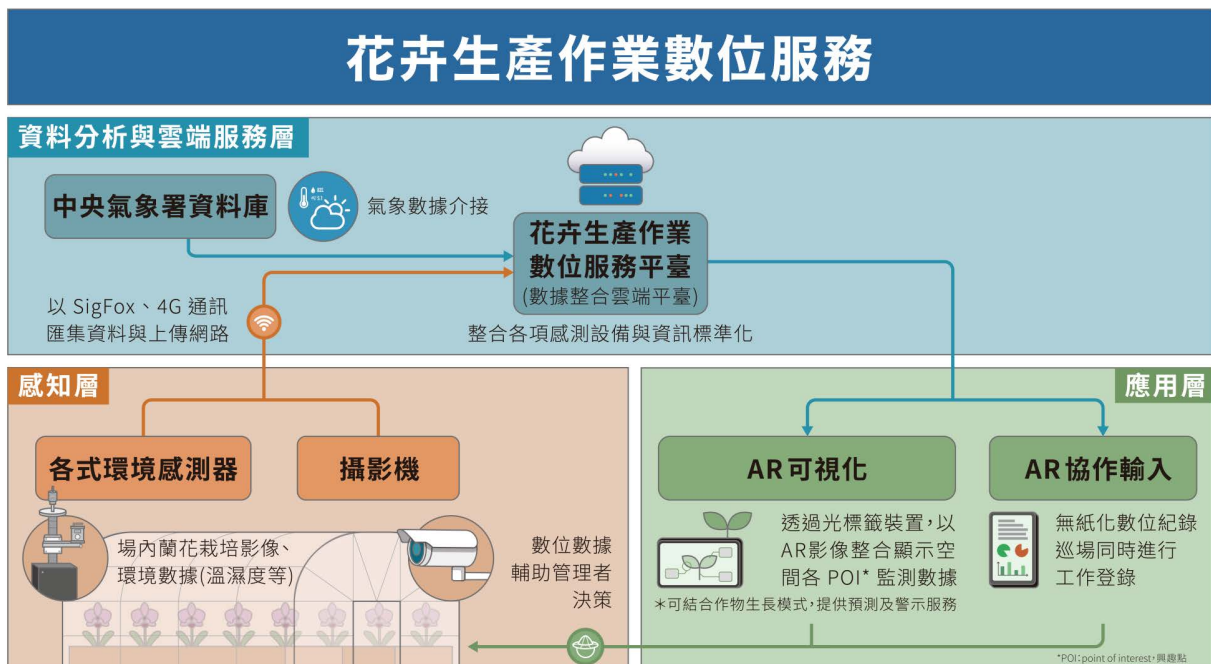 花卉生產作業數位服務
資料分析與雲端服務層
中央氣象署資料庫
氣象數據介接
花卉生產作業
數位服務平臺
(數據整合雲端平臺)
整合各項感測設備與資訊標準化
以 SigFox、4G 通訊
匯集資料與上傳網路
感知層
各式環境感測器
攝影機
場內蘭花栽培影像、
環境數據(溫濕度等)
數位數據
輔助管理者
決策
應用層
AR可視化
透過光標籤裝置,以
AR影像整合顯示空
間各 POI* 監測數據
＊可結合作物生長模式,提供預測及警示服務
AR協作輸入
無紙化數位紀錄
巡場同時進行
工作登錄
*POI:point of interest,興趣點